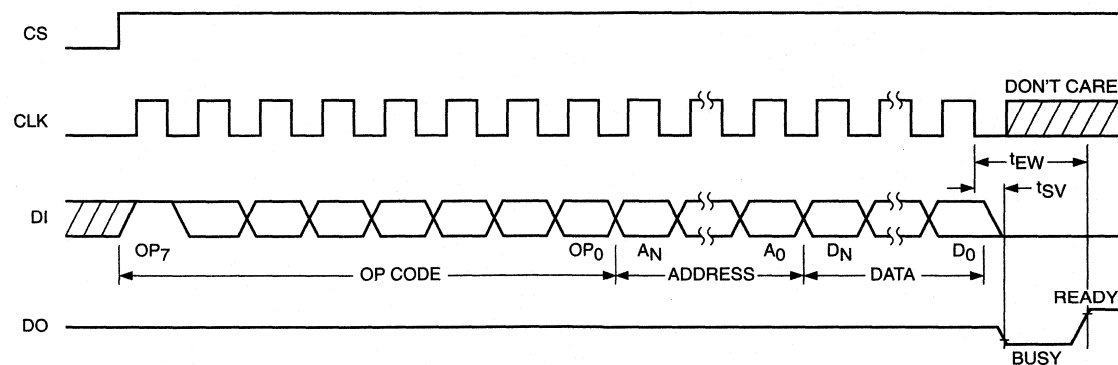 CS
CLK
DON'T CARE
tEW
tSV
DI
OP7
OP0
AN
A0
DN
D0
OP CODE
ADDRESS
DATA
READY
DO
BUSY